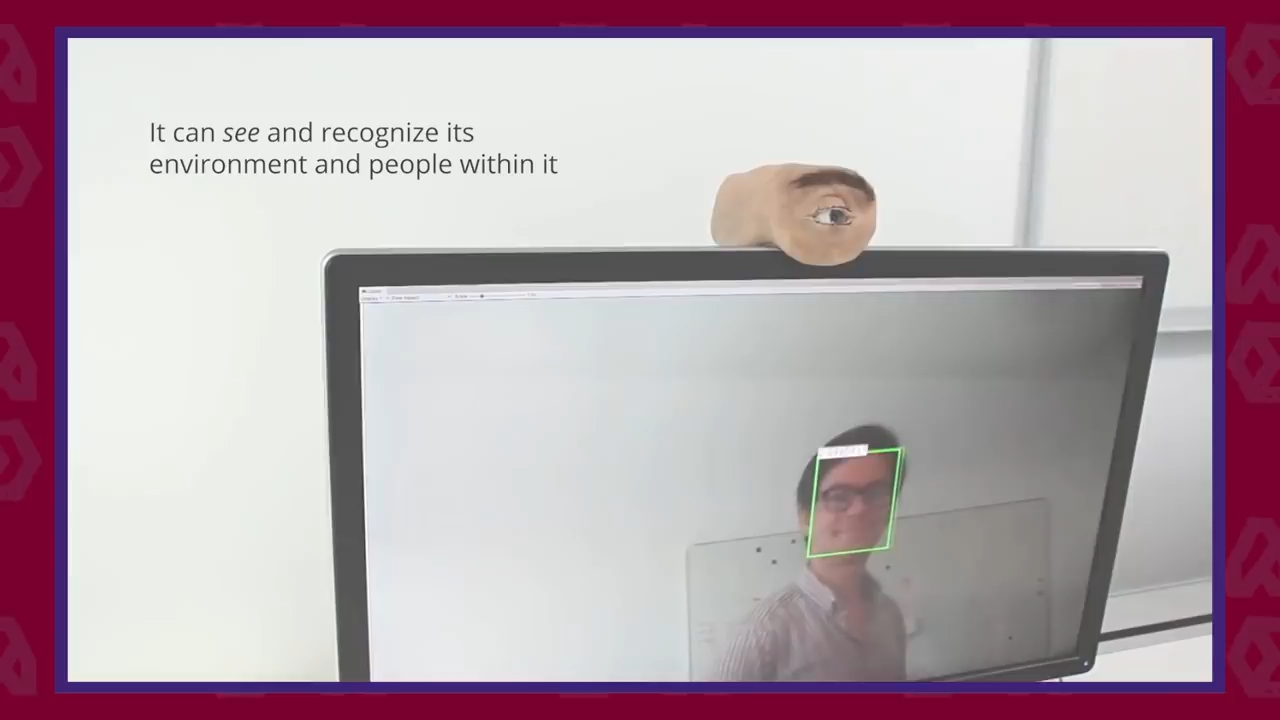 It can see and recognize its
environment and people within it